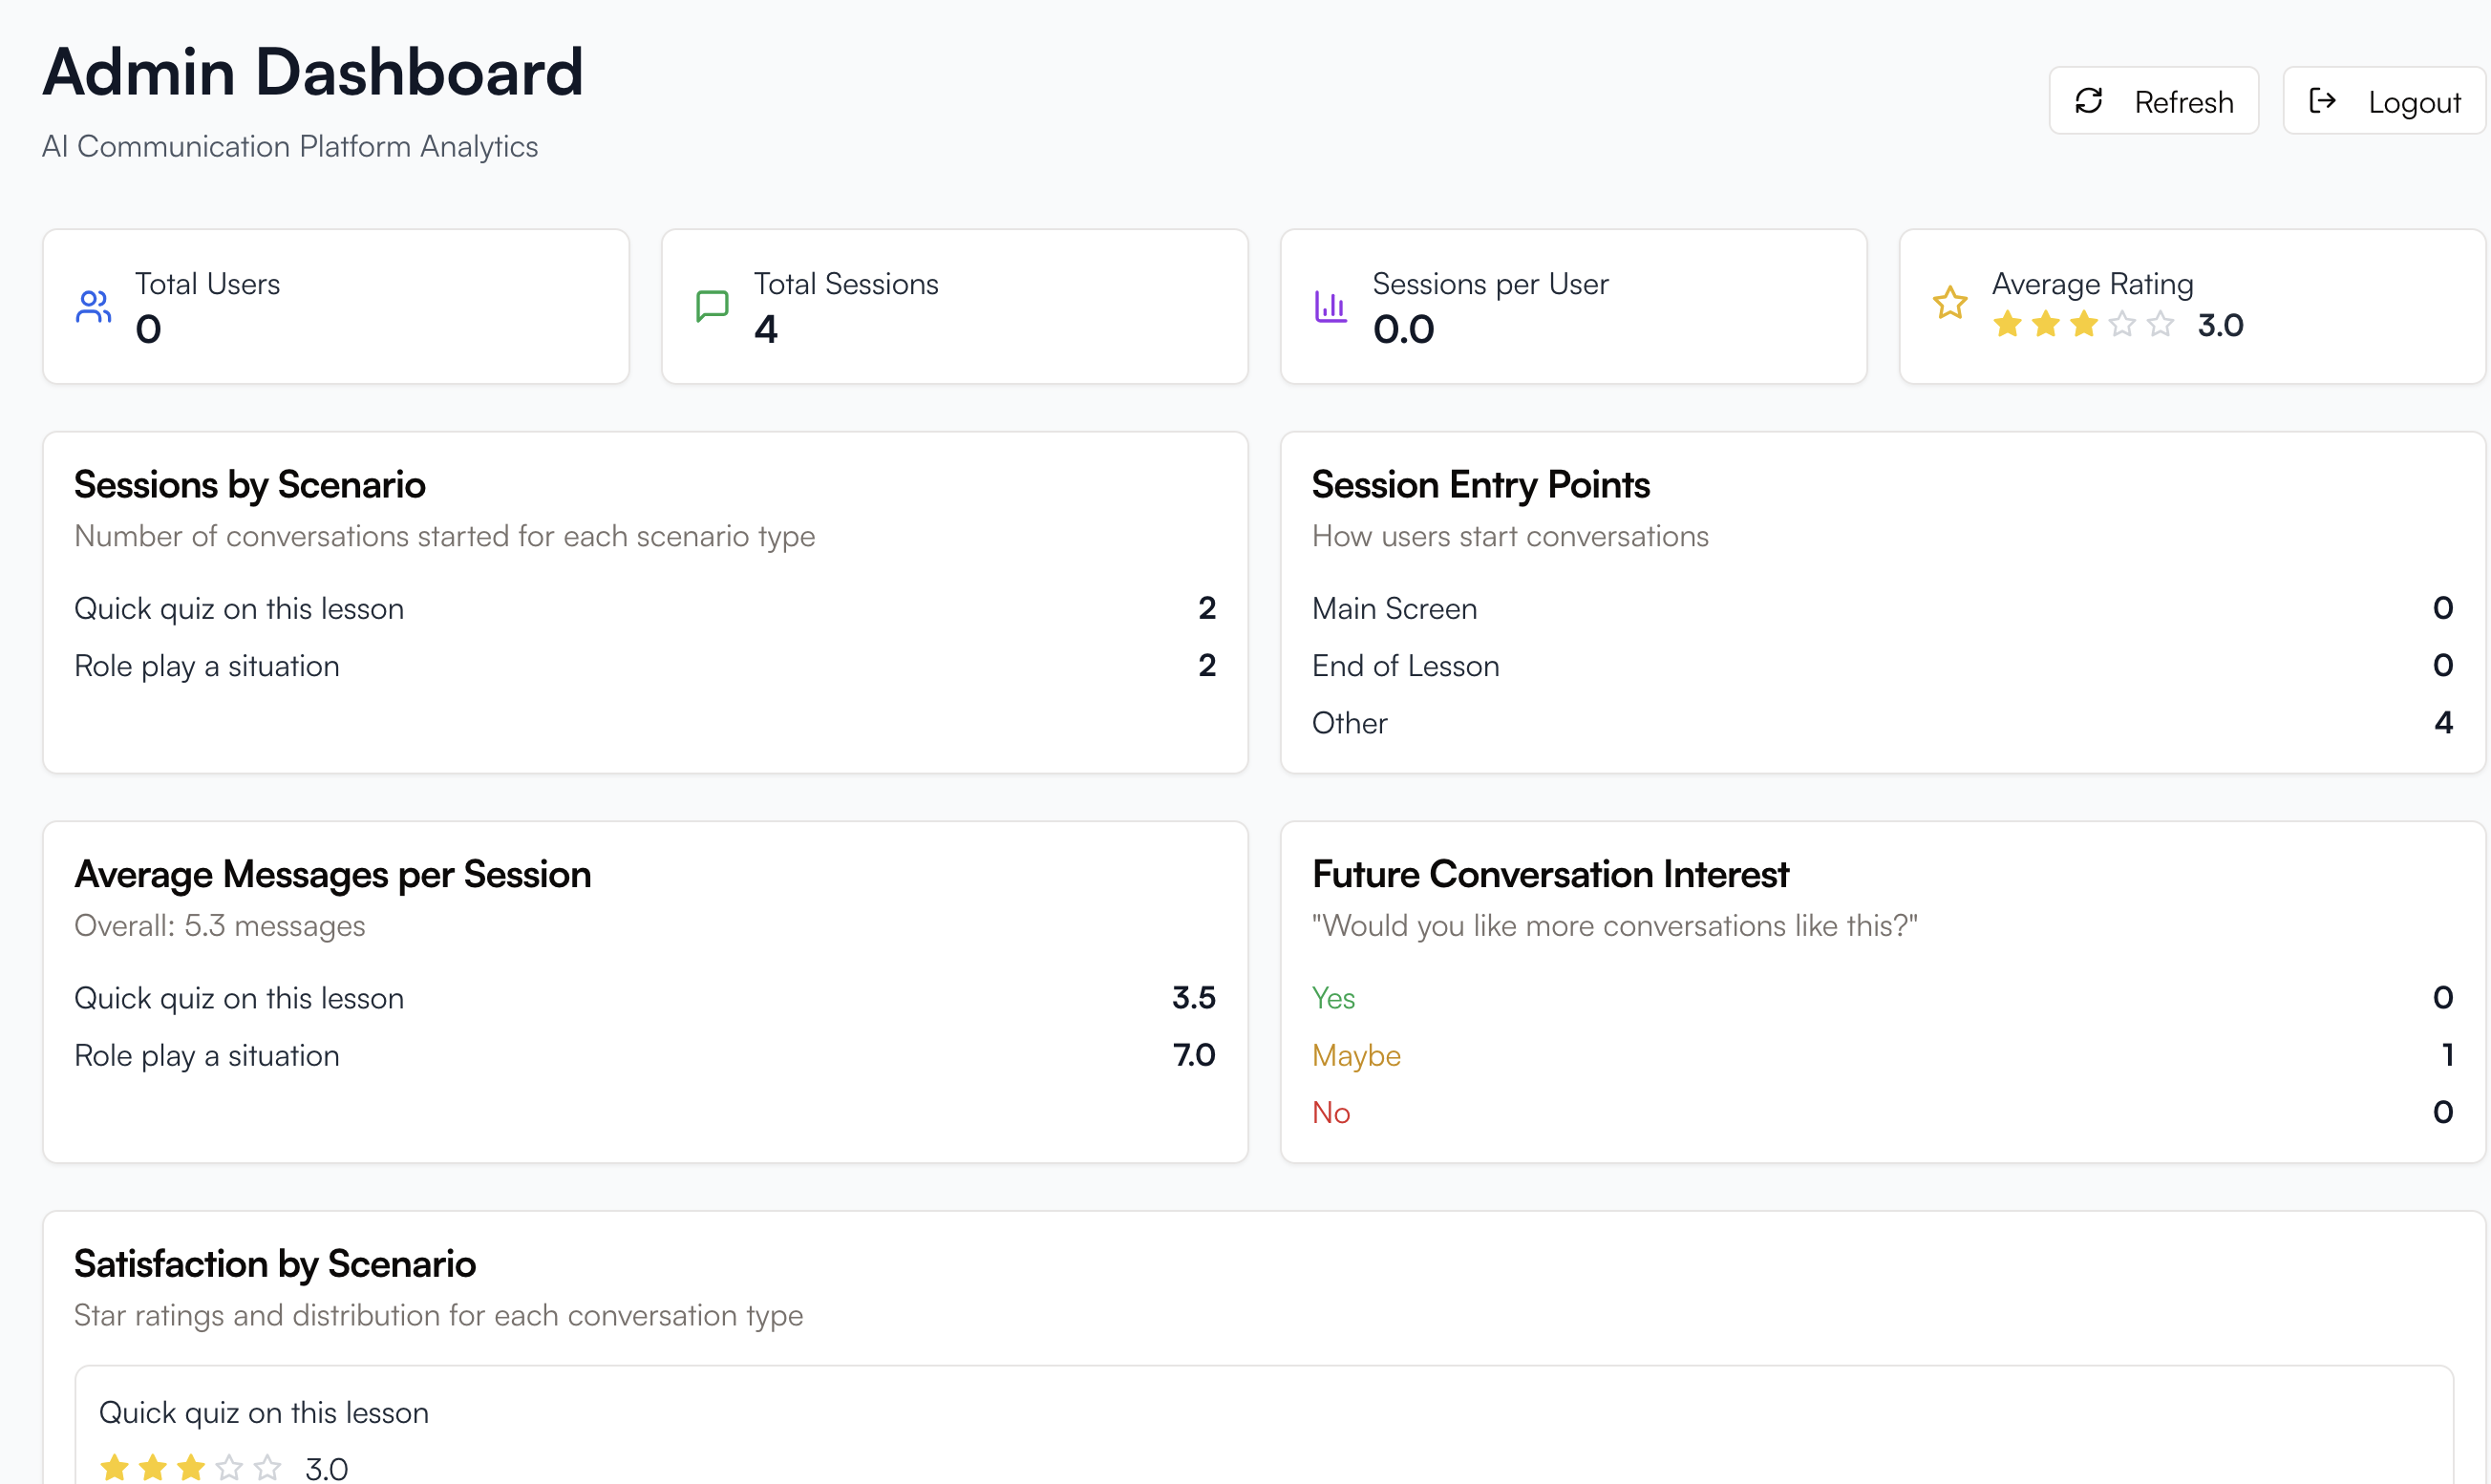 Admin Dashboard
AI Communication Platform Analytics
Refresh
Logout
Total Users
0
Total Sessions
4
Sessions per User
0.0
Average Rating
3.0
Sessions by Scenario
Number of conversations started for each scenario type
Quick quiz on this lesson 2
Role play a situation 2
Session Entry Points
How users start conversations
Main Screen 0
End of Lesson 0
Other 4
Average Messages per Session
Overall: 5.3 messages
Quick quiz on this lesson 3.5
Role play a situation 7.0
Future Conversation Interest
"Would you like more conversations like this?"
Yes 0
Maybe 1
No 0
Satisfaction by Scenario
Star ratings and distribution for each conversation type
Quick quiz on this lesson
3.0